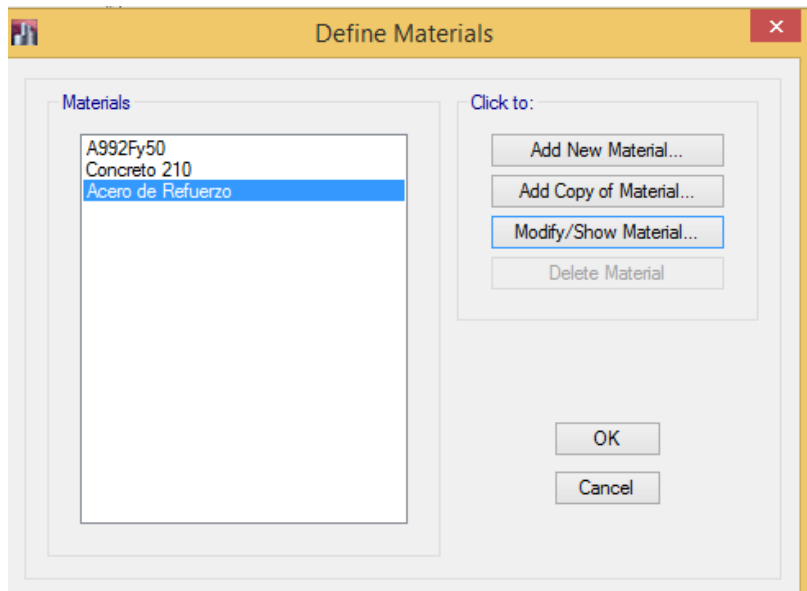 Define Materials
Materials
A992Fy50
Concreto 210
Acero de Refuerzo
Click to:
Add New Material...
Add Copy of Material...
Modify/Show Material...
Delete Material
OK
Cancel